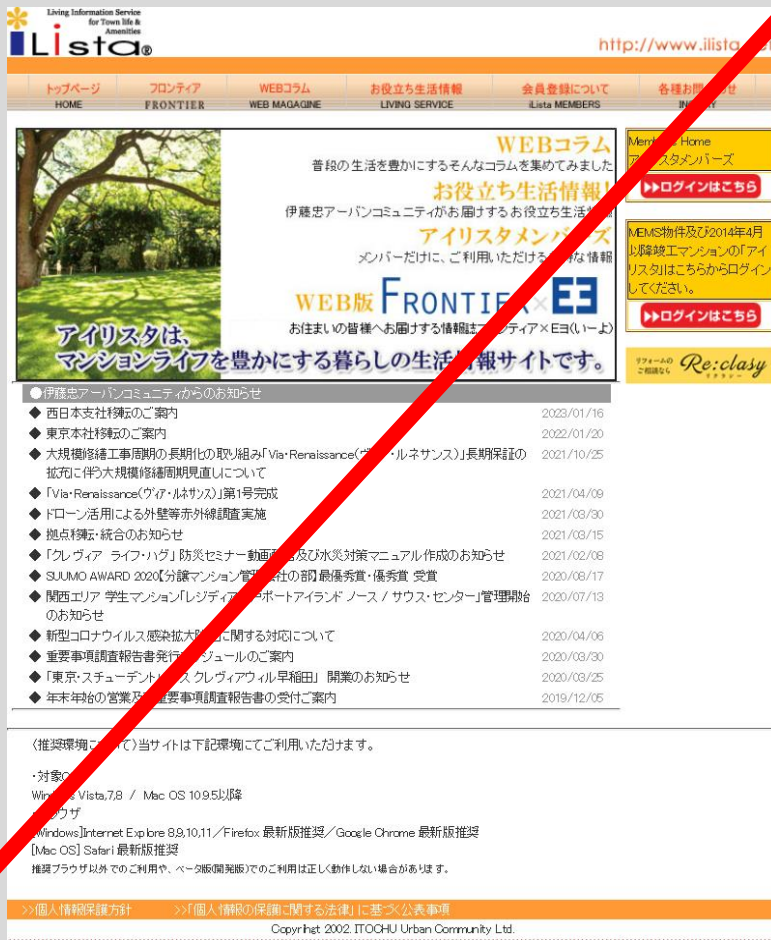 Living Information Service
for Town life &
Amenities
iLista®
http://www.ilista.
トップページ
HOME
フロンティア
FRONTIER
WEBコラム
WEB MAGAGINE
お役立ち生活情報
LIVING SERVICE
会員登録について
iLista MEMBERS
各種お
WEBコラム
普段の生活を豊かにするそんなコラムを集めてみました
お役立ち生活情報!
伊藤忠アーバンコミュニティがお届けするお役立ち生活
アイリスタメンバーズ
メンバーだけに、ご利用いただける 情報
WEB版 FRONTIER×EヨE
お住まいの皆様へお届けする情報誌 ティア×Eヨ(いーよ)
アイリスタは、
マンションライフを豊かにする暮らしの生活 報サイトです。
Home
スタメンバーズ
▶▶ログインはこちら
MEMS物件及び2014年4月
以降竣工マンションの「アイ
リスタ」はこちらからログイン
してください。
▶▶ログインはこちら
リフォームの
ご相談なら Re:clasy
リクラシー
●伊藤忠アーバンコミュニティからのお知らせ
◆ 西日本支社移転のご案内 2023/01/16
◆ 東京本社移転のご案内 2022/01/20
◆ 大規模修繕工事周期の長期化の取り組み「Via・Renaissance( ・ルネサンス)」長期保証の 2021/10/25
拡充に伴う大規模修繕周期見直しについて
◆ 「Via・Renaissance(ヴィア・ルネサンス)」第1号完成 2021/04/09
◆ ドローン活用による外壁等赤外線調査実施 2021/03/30
◆ 拠点移転・統合のお知らせ 2021/03/15
◆ 「クレヴィア ライフ・ハグ」防災セミナー動画 及び水災対策マニュアル作成のお知らせ 2021/02/08
◆ SUUMO AWARD 2020【分譲マンション管 社の部】最優秀賞・優秀賞 受賞 2020/08/17
◆ 関西エリア 学生マンション「レジディア ポートアイランド ノース / サウス・センター」管理開始 2020/07/13
のお知らせ
◆ 新型コロナウイルス感染拡大 に関する対応について 2020/04/06
◆ 重要事項調査報告書発行 ジュールのご案内 2020/03/30
◆ 「東京・スチューデント ス クレヴィアウィル早稲田」 開業のお知らせ 2020/03/25
◆ 年末年始の営業及 重要事項調査報告書の受付ご案内 2019/12/05
〈推奨環境 て〉当サイトは下記環境にてご利用いただけます。
・対象
Vista,7,8 / Mac OS 10.9.5以降
ウザ
[Windows]Internet Explore 8,9,10,11／Firefox 最新版推奨／Google Chrome 最新版推奨
[Mac OS] Safari 最新版推奨
推奨ブラウザ以外でのご利用や、ベータ版(開発版)でのご利用は正しく動作しない場合があります。
>>個人情報保護方針 >>「個人情報の保護に関する法律」に基づく公表事項
Copyrihgt 2002. ITOCHU Urban Community Ltd.